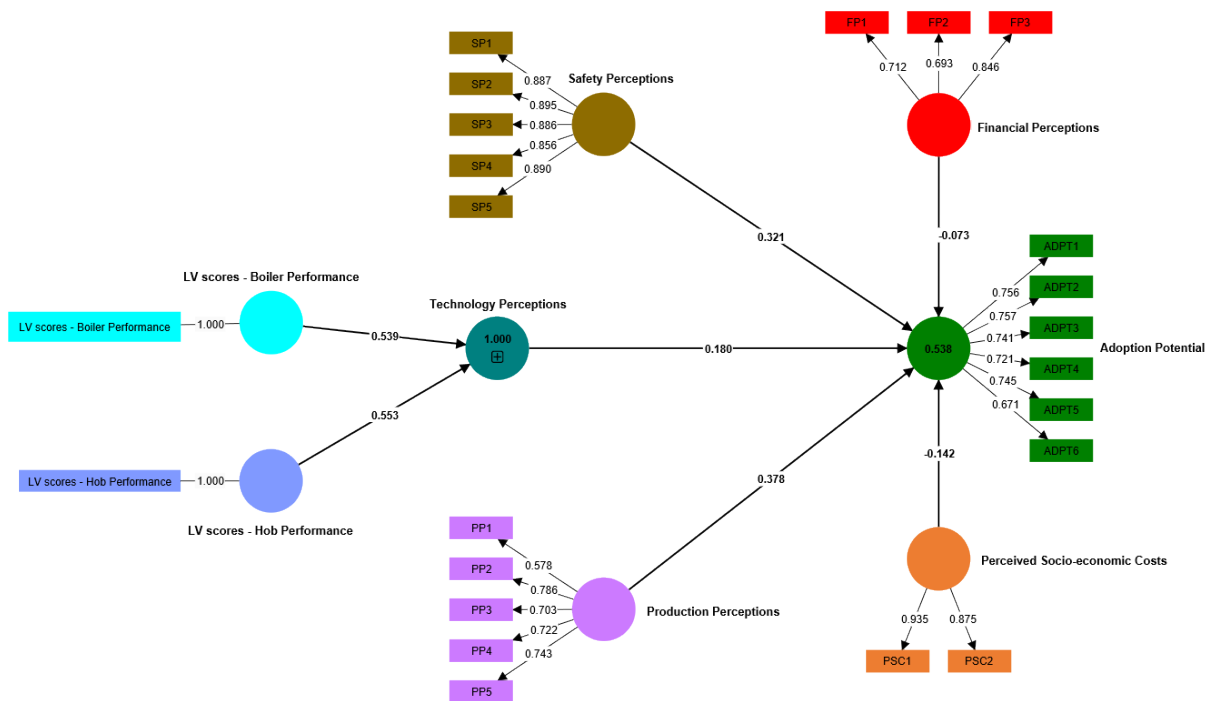 FP1
FP2
FP3
0.712
0.693
0.846
Financial Perceptions
SP1
SP2
SP3
SP4
SP5
0.887
0.895
0.886
0.856
0.890
Safety Perceptions
0.321
-0.073
LV scores - Boiler Performance
LV scores - Boiler Performance
1.000
0.539
Technology Perceptions
1.000
0.180
0.538
ADPT1
ADPT2
ADPT3
ADPT4
ADPT5
ADPT6
0.756
0.757
0.741
0.721
0.745
0.671
Adoption Potential
LV scores - Hob Performance
1.000
0.553
LV scores - Hob Performance
-0.142
0.378
PP1
PP2
PP3
PP4
PP5
0.578
0.786
0.703
0.722
0.743
Production Perceptions
Perceived Socio-economic Costs
0.935
0.875
PSC1
PSC2